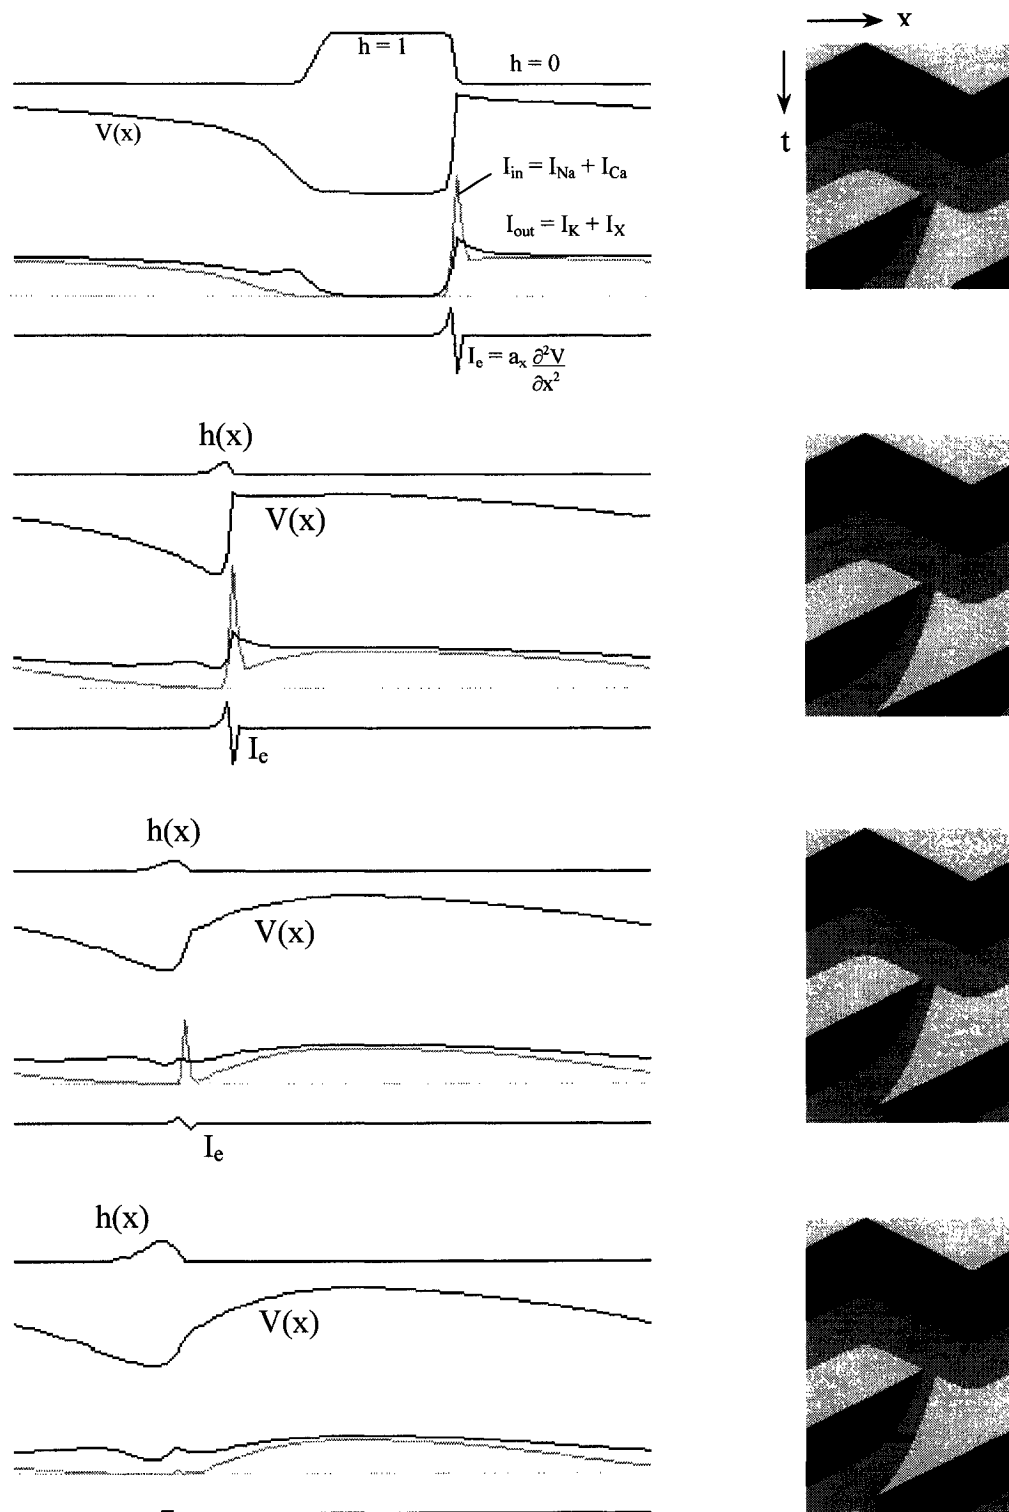 x
h = 1
h = 0
V(x)
t
I_in = I_Na + I_Ca
I_out = I_K + I_X
I_e = a_x ∂²V
∂x²
h(x)
V(x)
I_e
h(x)
V(x)
I_e
h(x)
V(x)